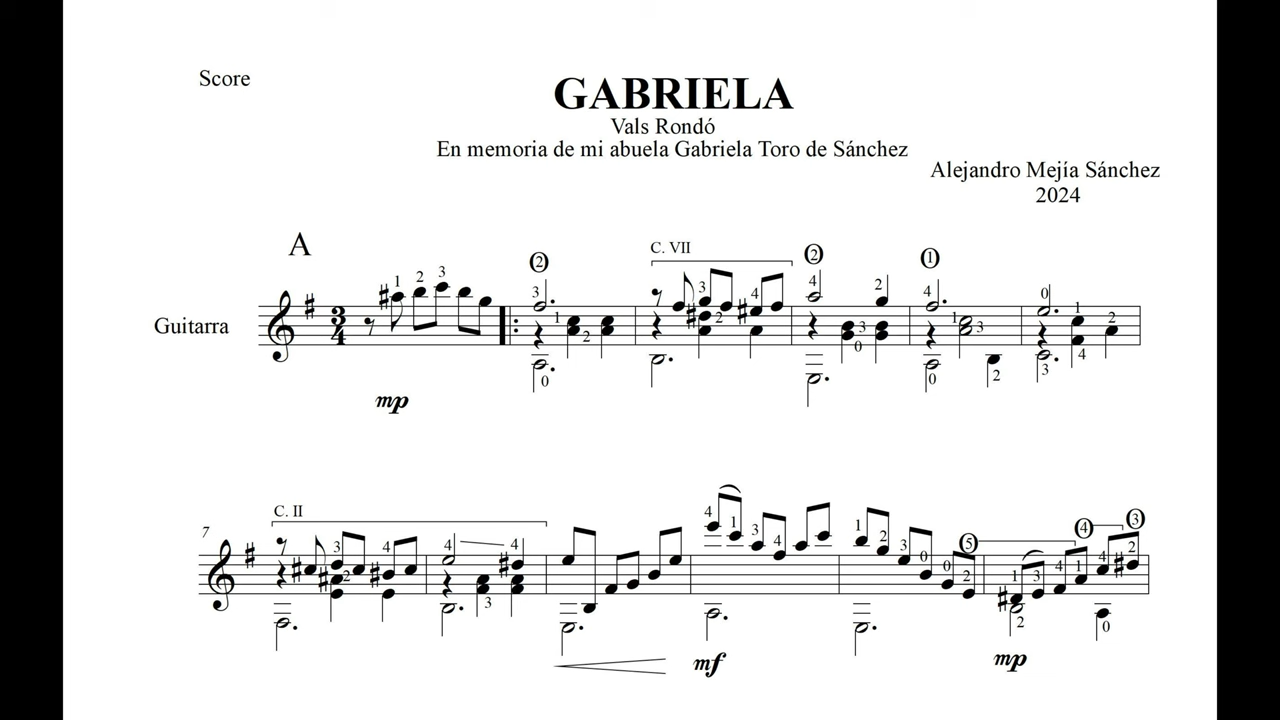 Score
GABRIELA
Vals Rondó
En memoria de mi abuela Gabriela Toro de Sánchez
Alejandro Mejía Sánchez
2024
A
C. VII
Guitarra
mp
7
C. II
mf
mp